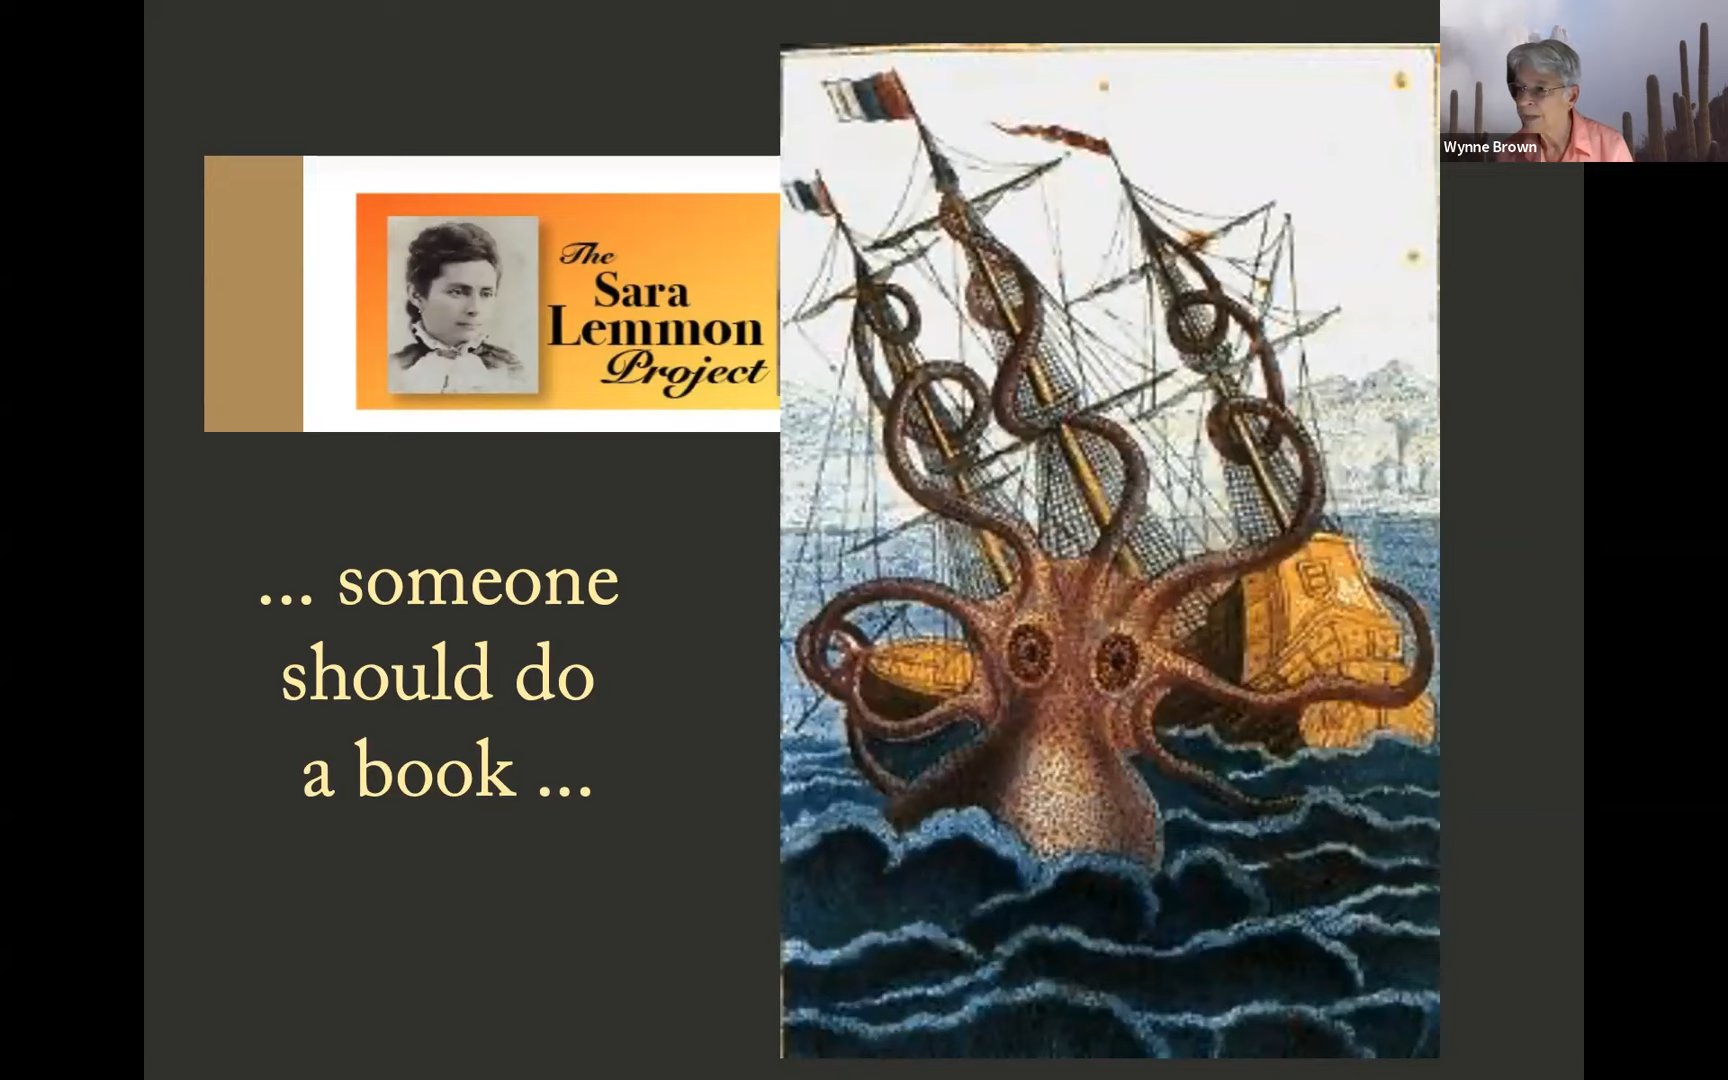 Wynne Brown
The
Sara
Lemmon
Project
... someone
should do
a book ...